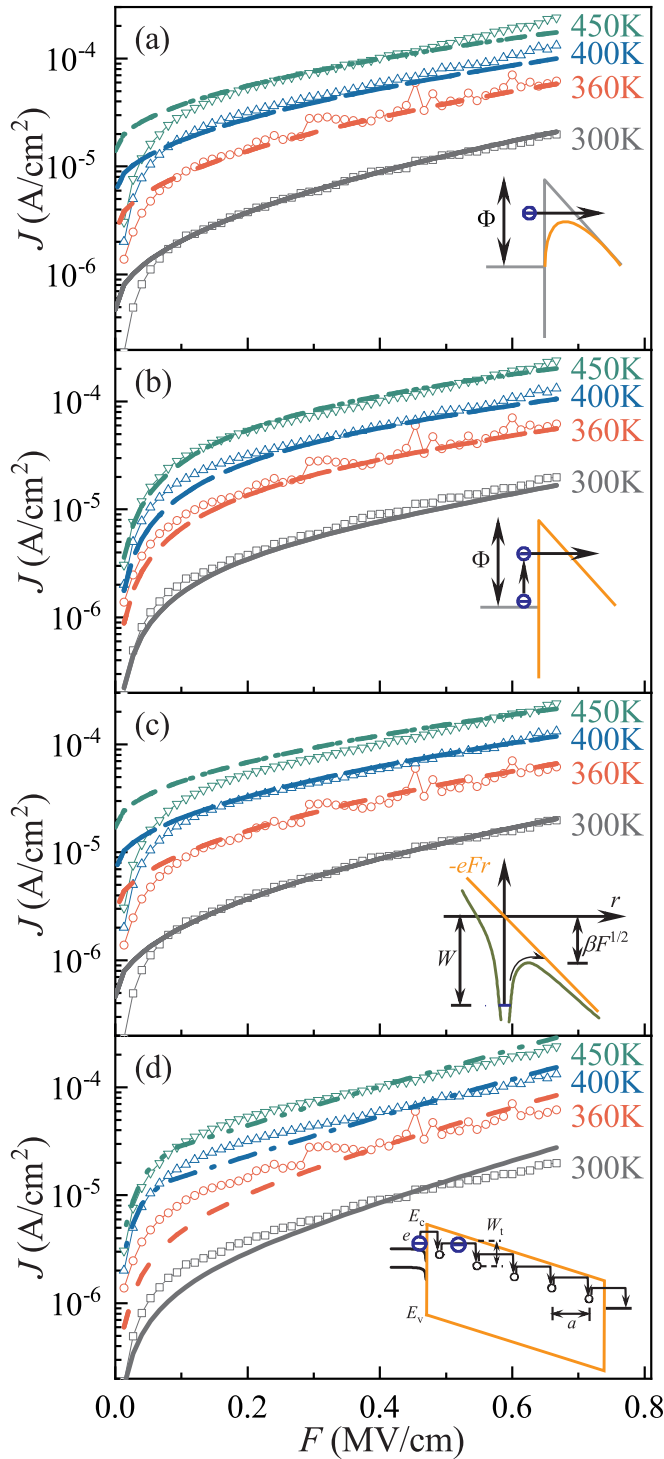 (a)
450K
400K
360K
300K
10⁻⁴
10⁻⁵
10⁻⁶
J (A/cm²)
Φ
(b)
450K
400K
360K
300K
10⁻⁴
10⁻⁵
10⁻⁶
J (A/cm²)
Φ
(c)
450K
400K
360K
300K
10⁻⁴
10⁻⁵
10⁻⁶
J (A/cm²)
-eFr
r
W
βF^1/2
(d)
450K
400K
360K
300K
10⁻⁴
10⁻⁵
10⁻⁶
J (A/cm²)
E_c
W_t
e
a
E_v
0.0 0.2 0.4 0.6 0.8
F (MV/cm)